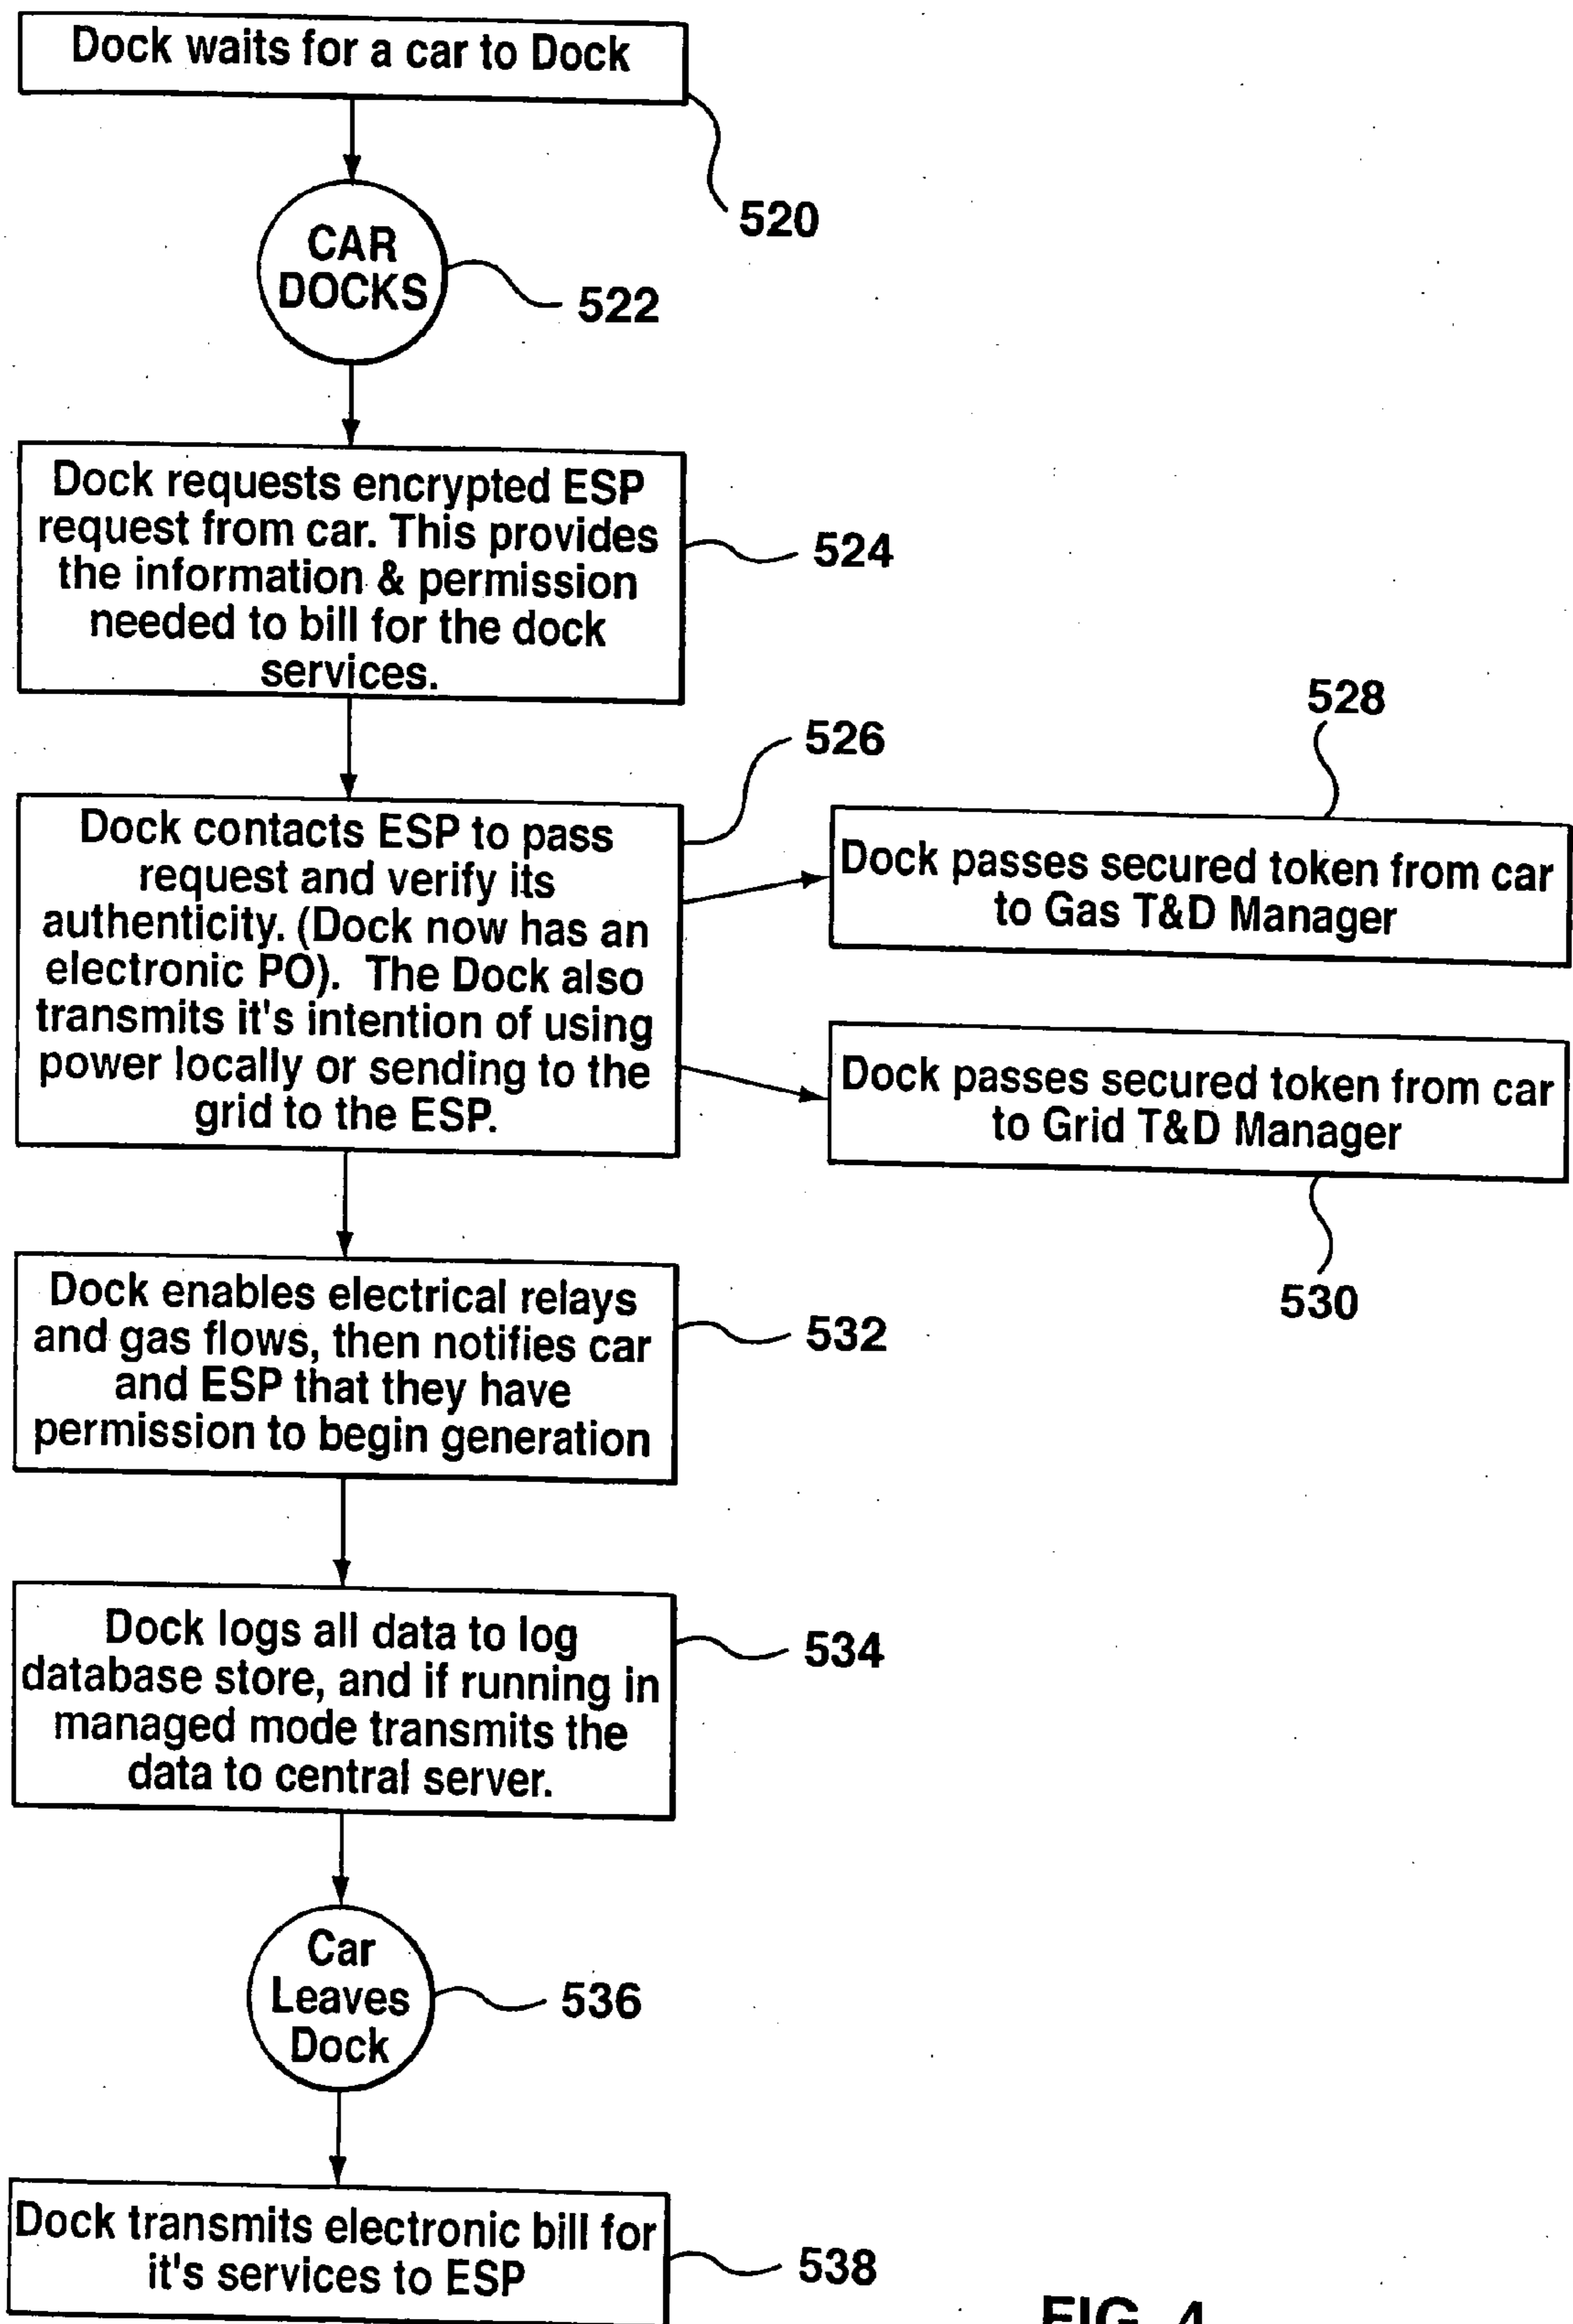 Dock waits for a car to Dock
520
CAR
DOCKS
522
Dock requests encrypted ESP
request from car. This provides
the information & permission
needed to bill for the dock
services.
524
526
528
Dock contacts ESP to pass
request and verify its
authenticity. (Dock now has an
electronic PO). The Dock also
transmits it's intention of using
power locally or sending to the
grid to the ESP.
Dock passes secured token from car
to Gas T&D Manager
Dock passes secured token from car
to Grid T&D Manager
530
Dock enables electrical relays
and gas flows, then notifies car
and ESP that they have
permission to begin generation
532
Dock logs all data to log
database store, and if running in
managed mode transmits the
data to central server.
534
Car
Leaves
Dock
536
Dock transmits electronic bill for
it's services to ESP
538
FIG. 4